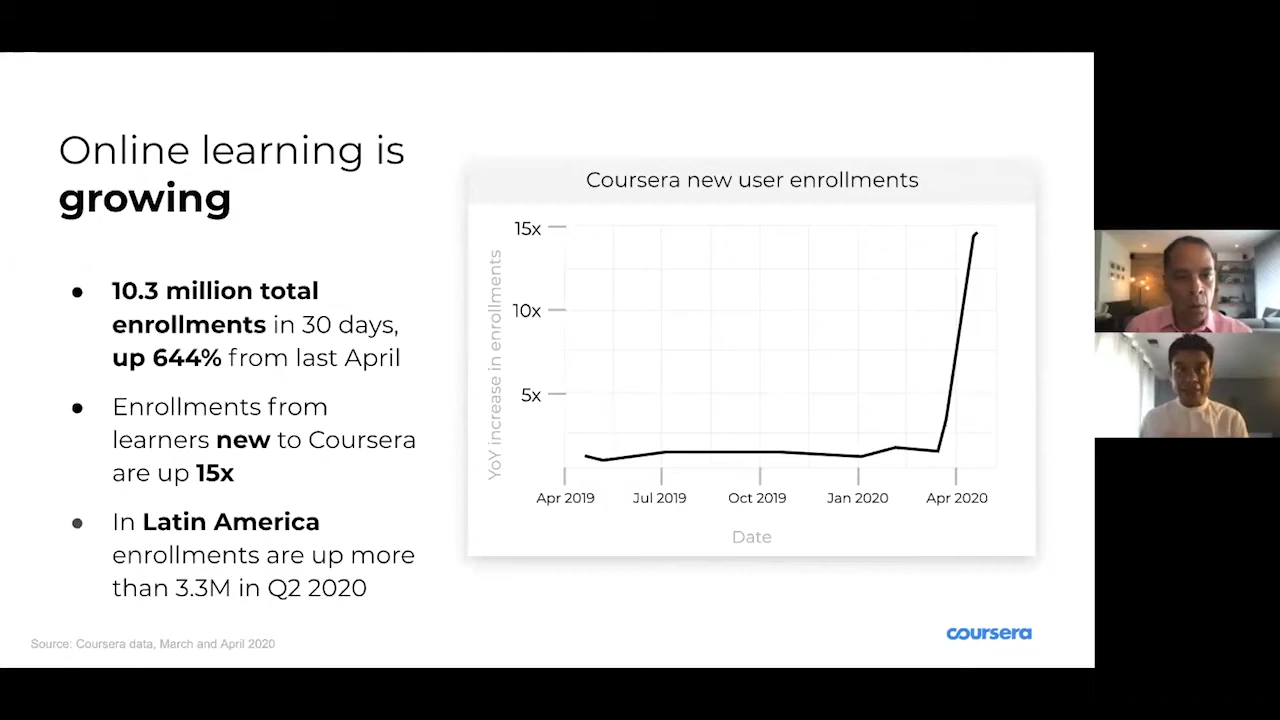 Online learning is
growing
● 10.3 million total
enrollments in 30 days,
up 644% from last April
● Enrollments from
learners new to Coursera
are up 15x
● In Latin America
enrollments are up more
than 3.3M in Q2 2020
Coursera new user enrollments
YoY increase in enrollments
15x
10x
5x
Apr 2019 Jul 2019 Oct 2019 Jan 2020 Apr 2020
Date
Source: Coursera data, March and April 2020
coursera